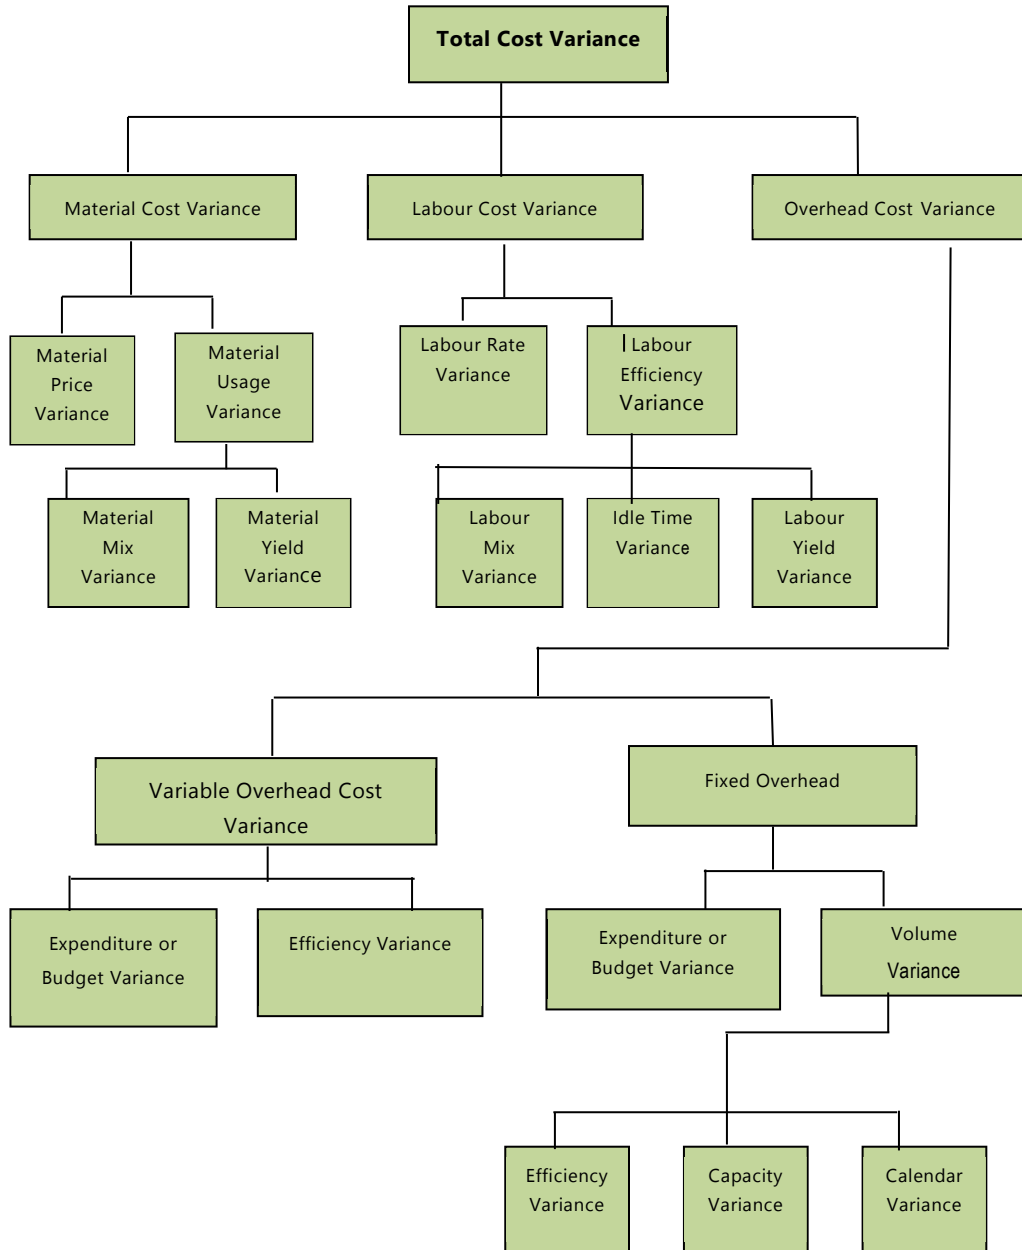 Total Cost Variance
Material Cost Variance
Labour Cost Variance
Overhead Cost Variance
Material
Price
Variance
Material
Usage
Variance
Labour Rate
Variance
| Labour
Efficiency
Variance
Material
Mix
Variance
Material
Yield
Variance
Labour
Mix
Variance
Idle Time
Variance
Labour
Yield
Variance
Variable Overhead Cost
Variance
Fixed Overhead
Expenditure or
Budget Variance
Efficiency Variance
Expenditure or
Budget Variance
Volume
Variance
Efficiency
Variance
Capacity
Variance
Calendar
Variance